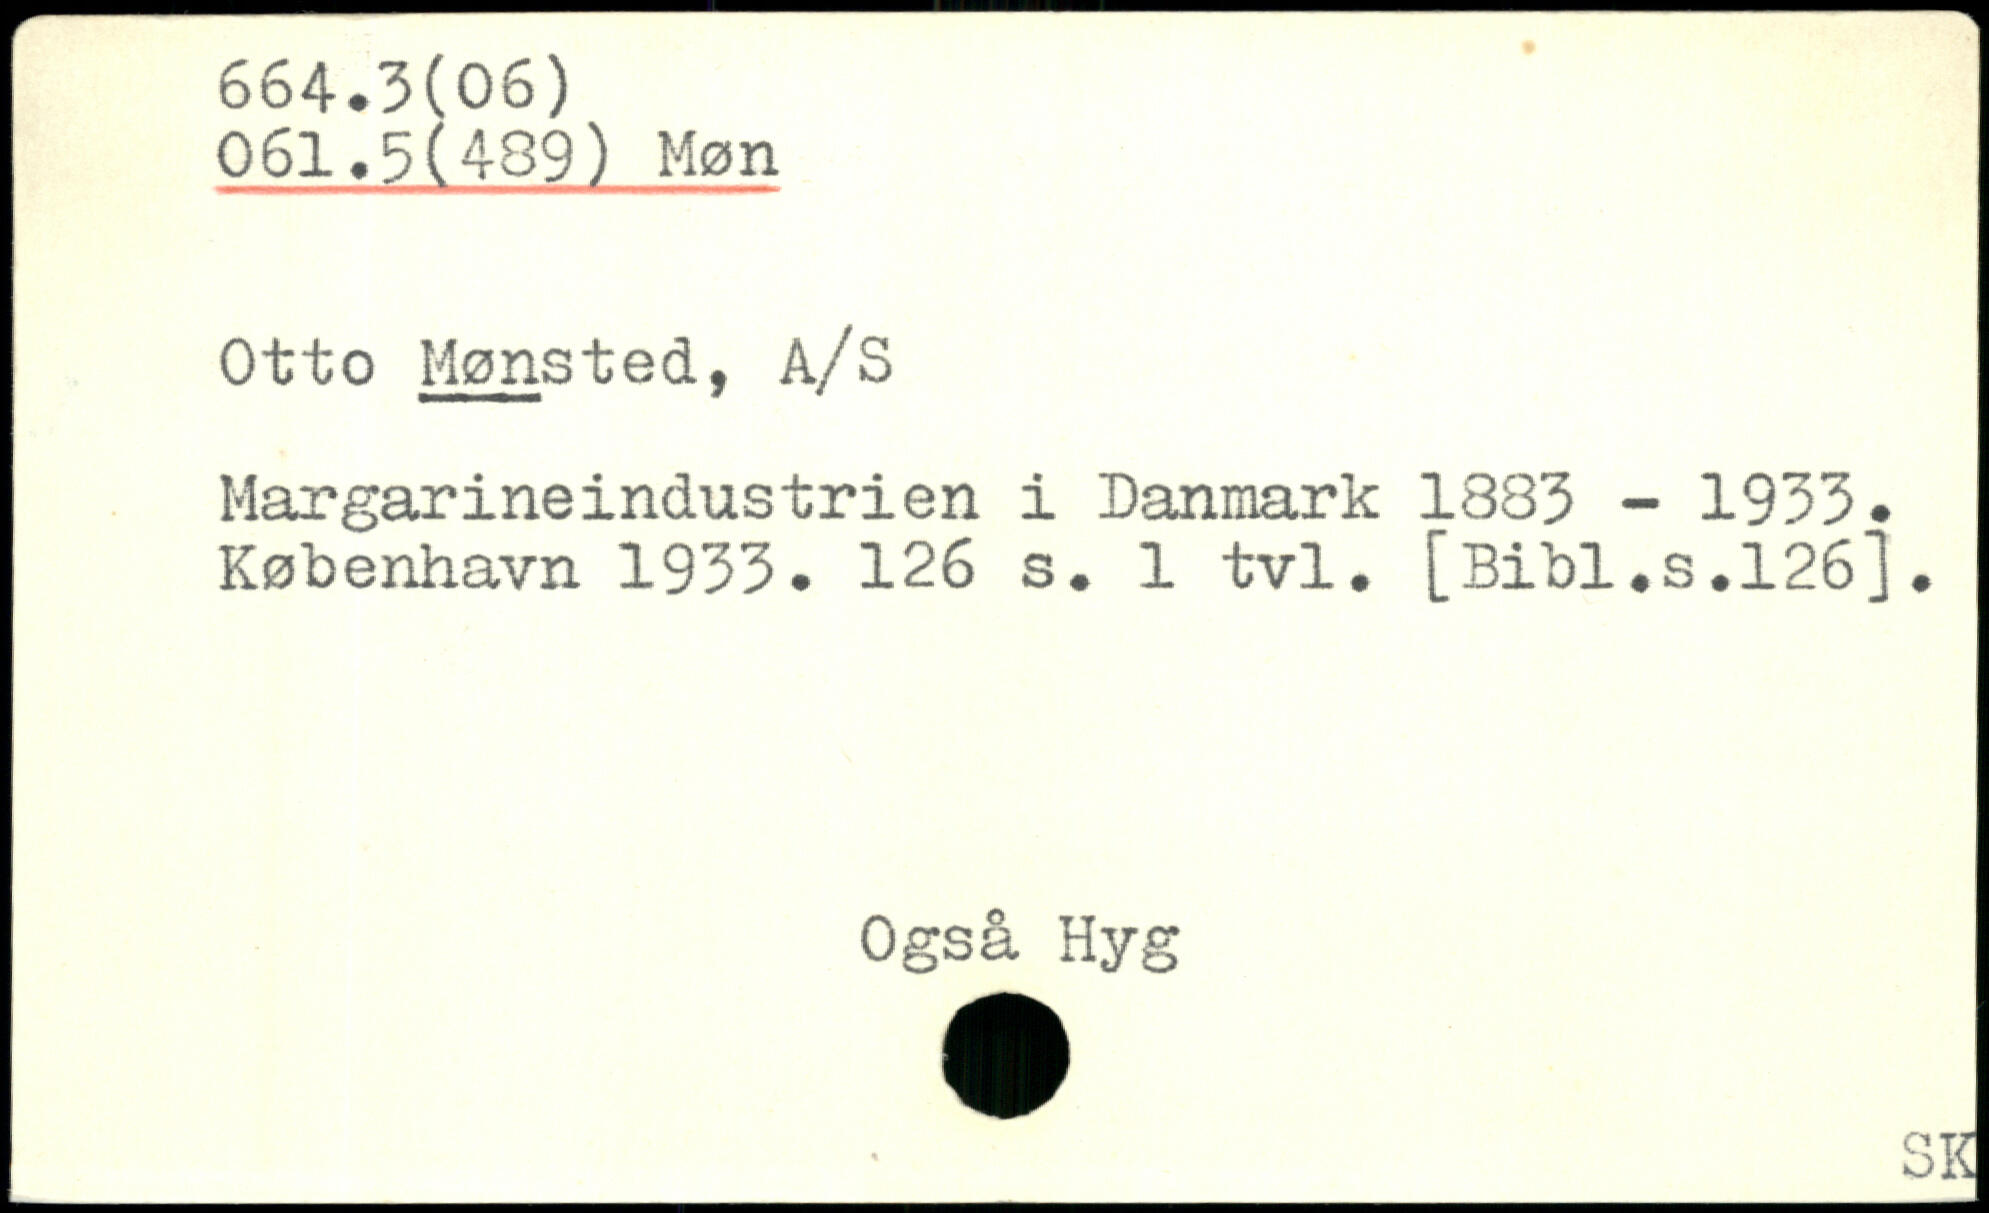 664.3(06)
061.5(489) Møn
Otto Mønsted, A/S
Margarineindustrien i Danmark 1883 - 1933.
København 1933. 126 s. 1 tvl. [Bibl.s.126].
Også Hyg
SK